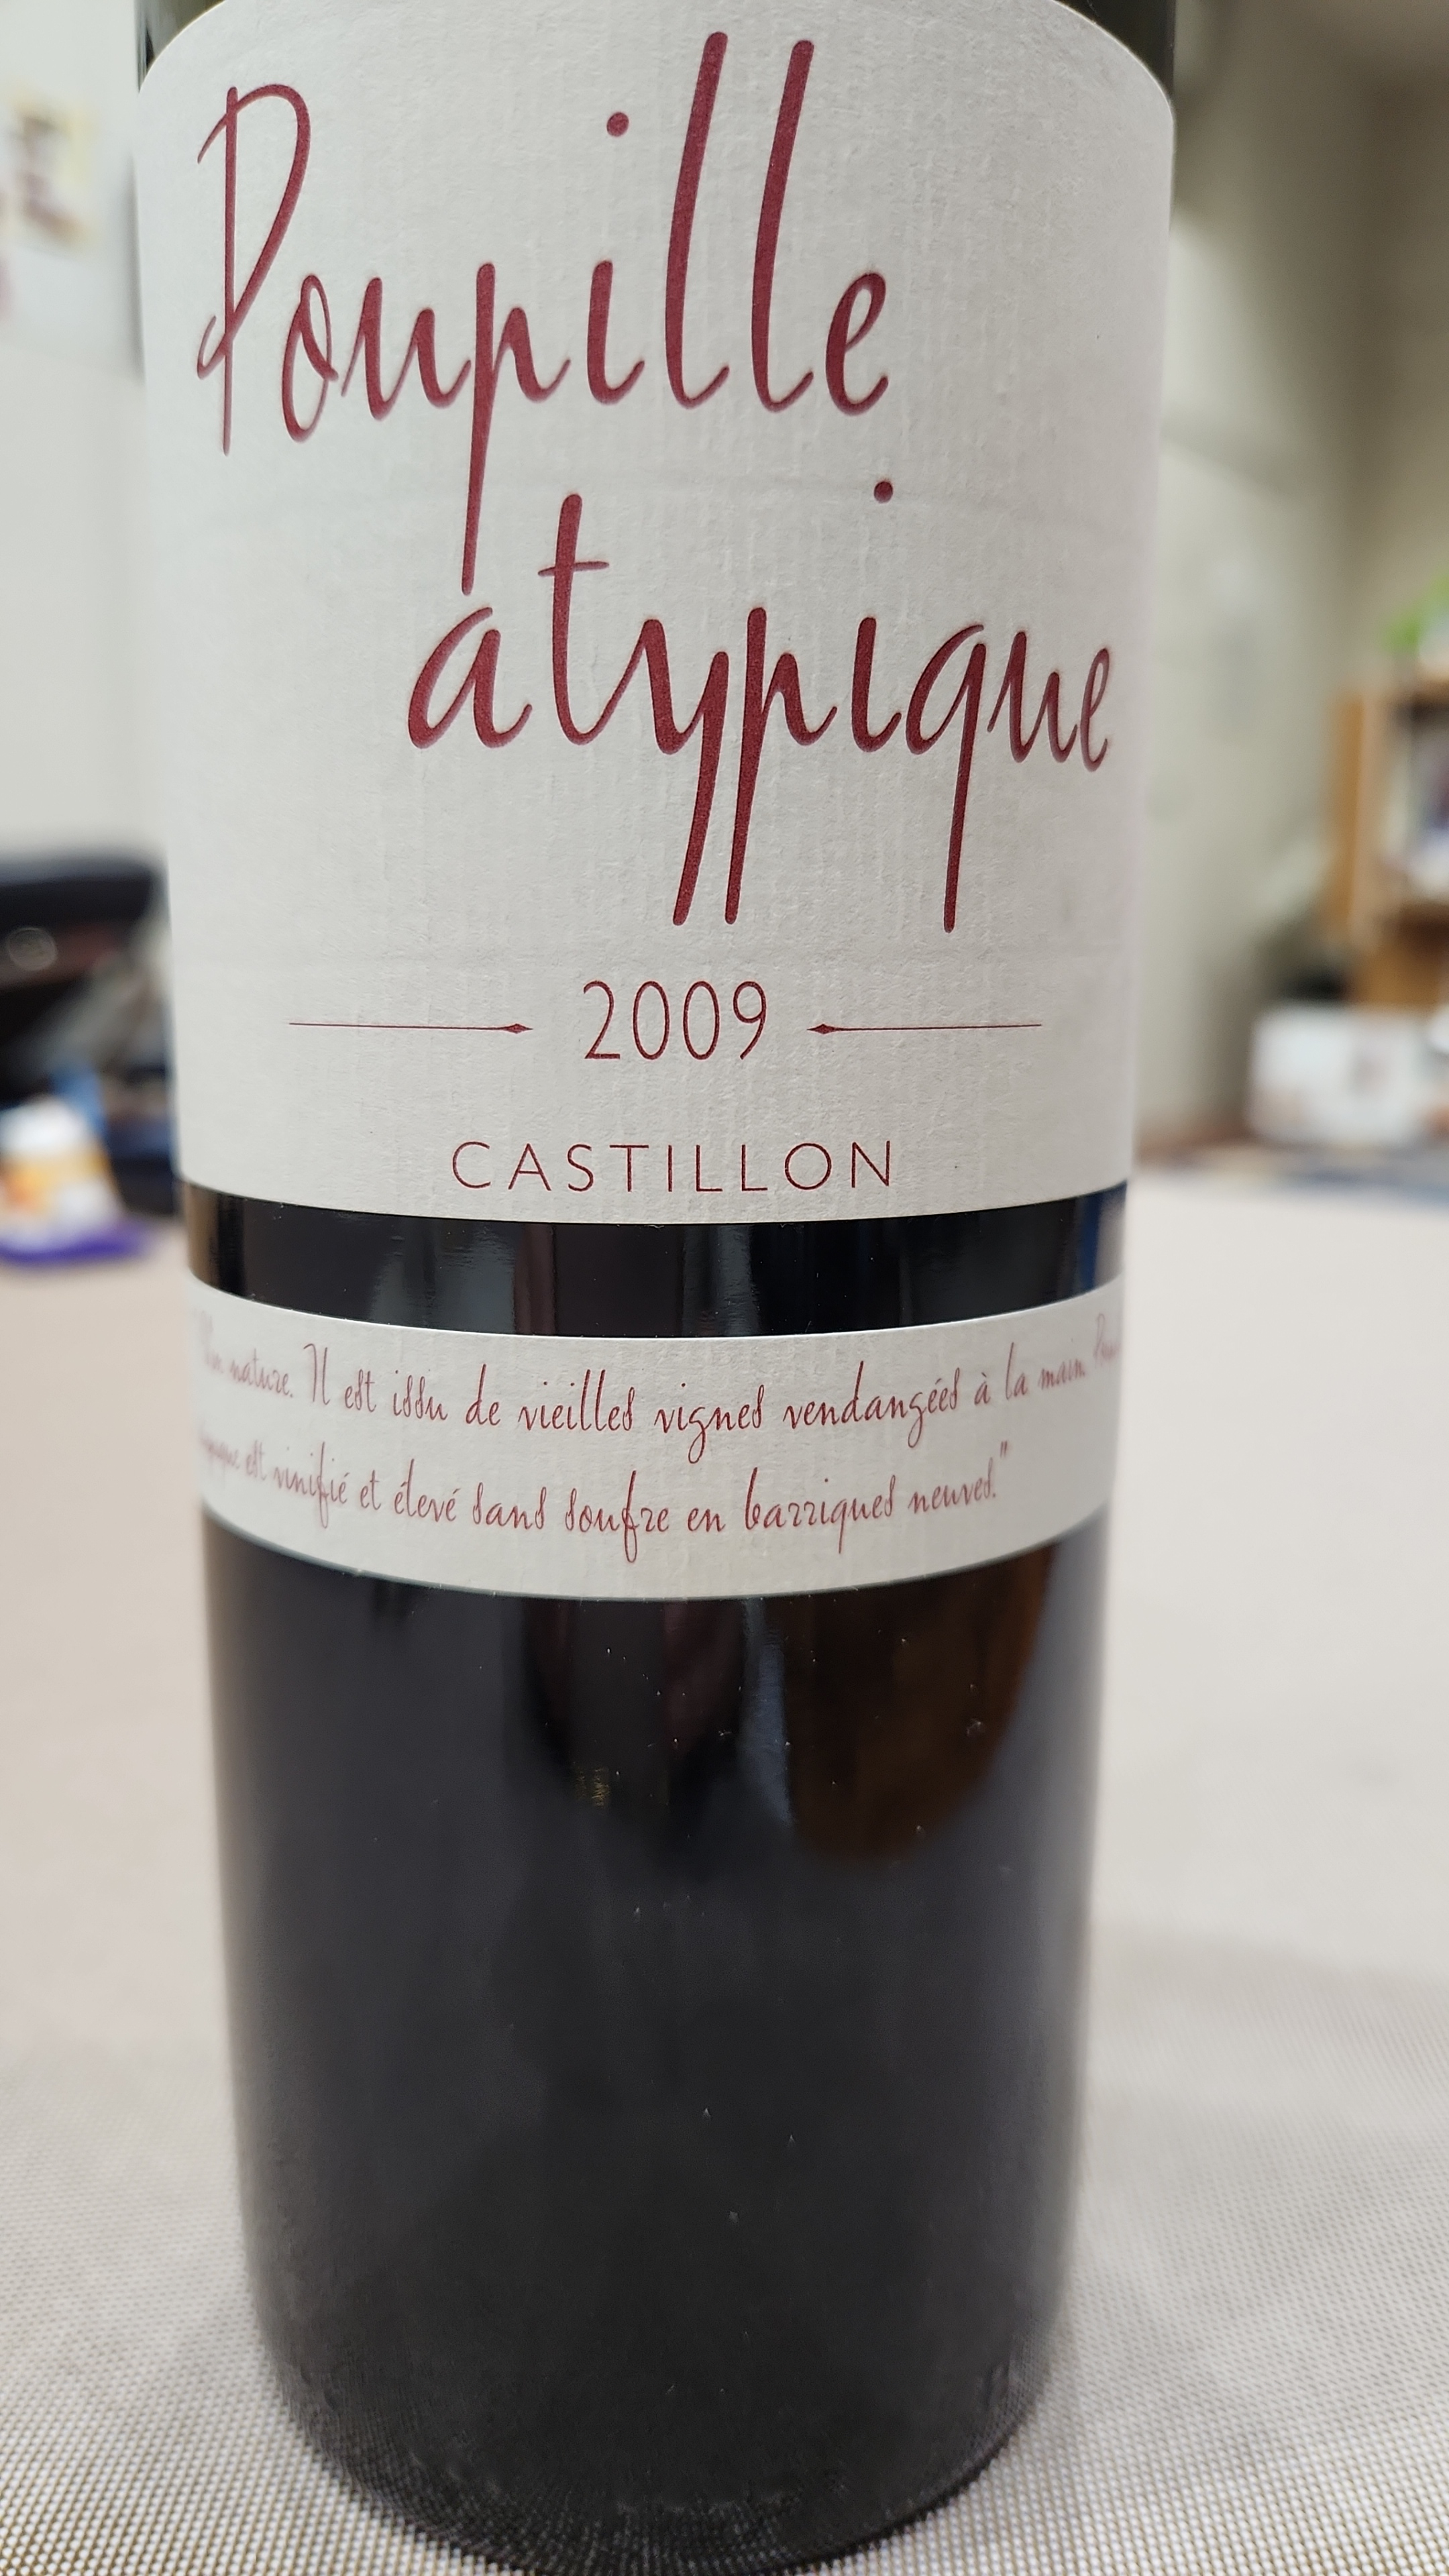 Poupille
atypique
2009
CASTILLON
nature. Il est issu de vieilles vignes vendangées à la main.
est vinifié et élevé sans soufre en barriques neuves."